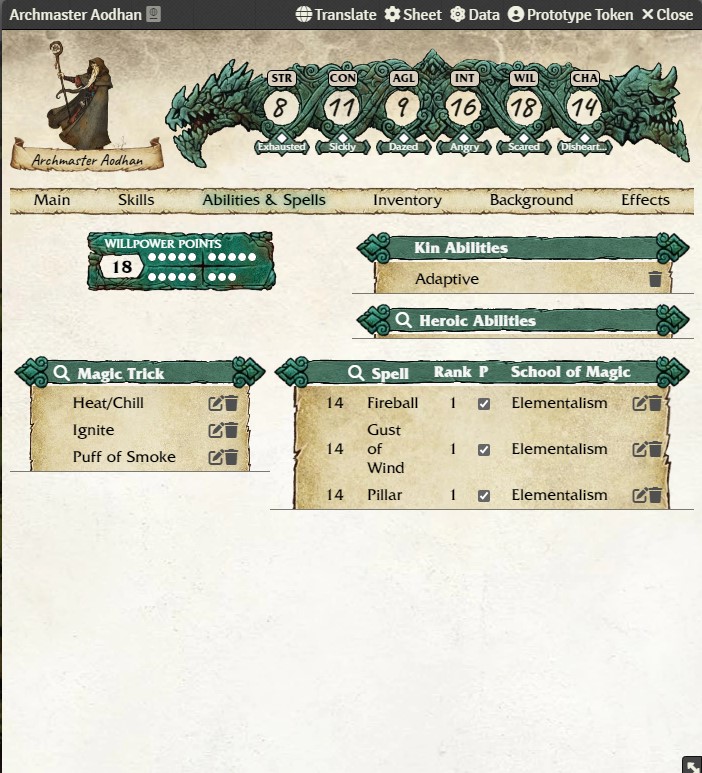 Archmaster Aodhan Translate Sheet Data Prototype Token Close
STR CON AGL INT WIL CHA
8 11 9 16 18 14
Exhausted Sickly Dazed Angry Scared Disheart...
Archmaster Aodhan
Main Skills Abilities & Spells Inventory Background Effects
WILLPOWER POINTS
18
Kin Abilities
Adaptive
Heroic Abilities
Magic Trick
Heat/Chill
Ignite
Puff of Smoke
Spell Rank P School of Magic
14 Fireball 1 Elementalism
14 Gust of Wind 1 Elementalism
14 Pillar 1 Elementalism